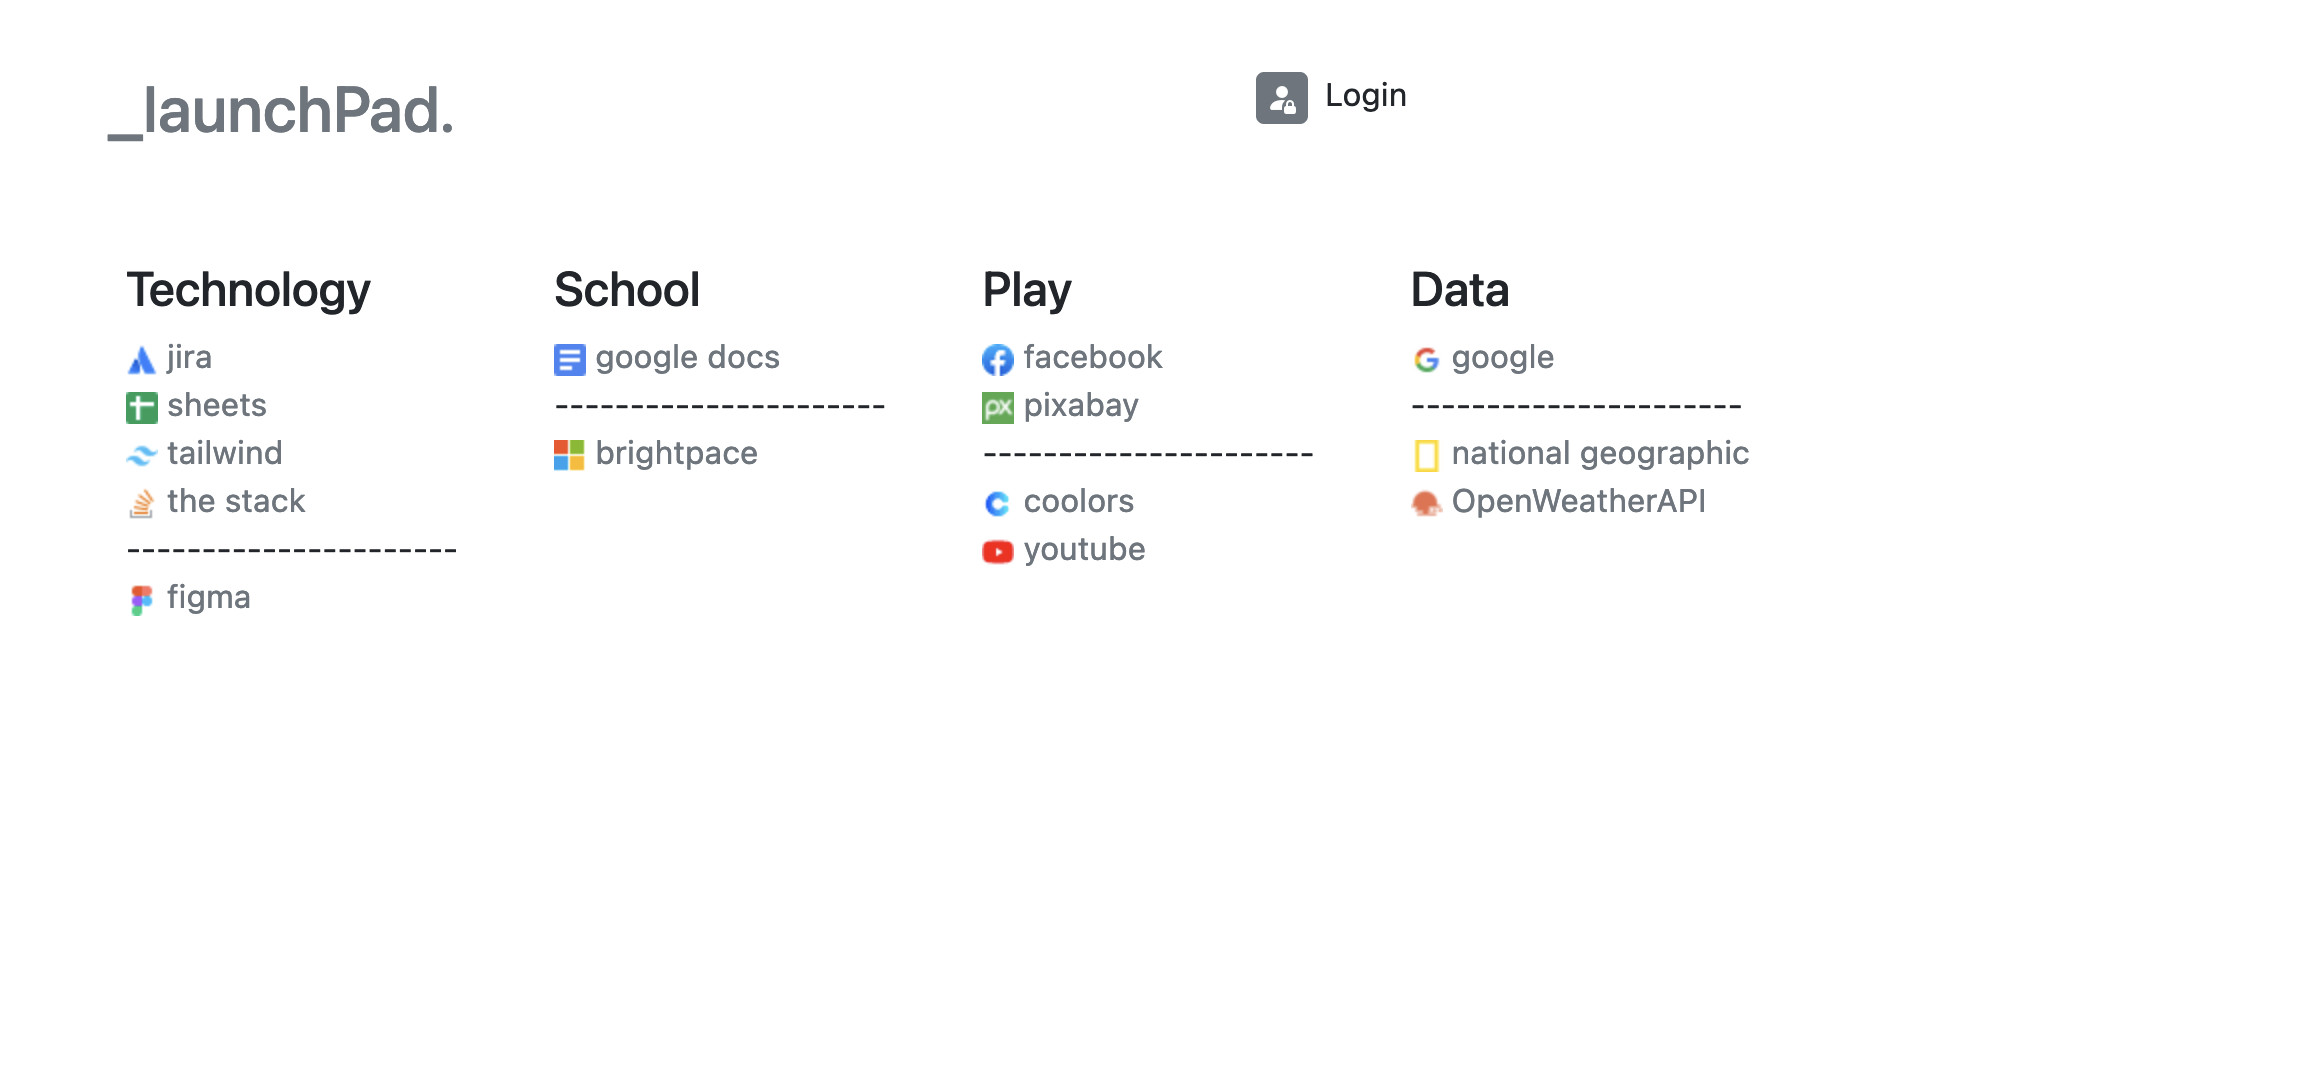 _launchPad.
Login
Technology
jira
sheets
tailwind
the stack
----------------------
figma
School
google docs
----------------------
brightpace
Play
facebook
pixabay
----------------------
coolors
youtube
Data
google
----------------------
national geographic
OpenWeatherAPI